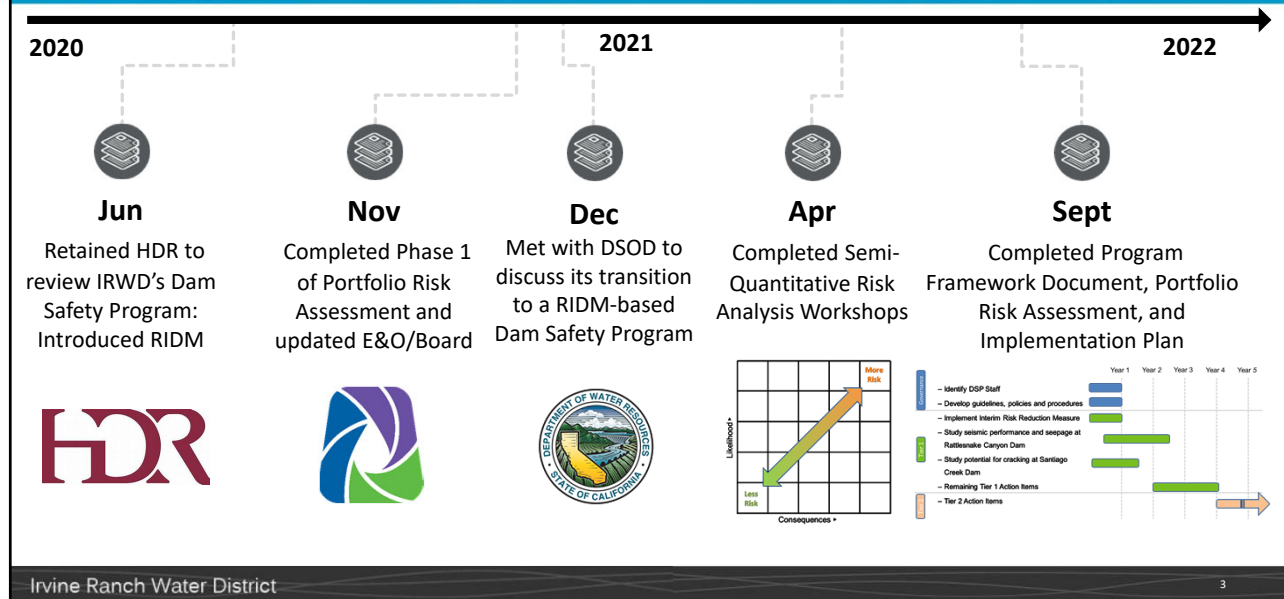 2020
2021
2022
Jun
Retained HDR to
review IRWD’s Dam
Safety Program:
Introduced RIDM
Nov
Completed Phase 1
of Portfolio Risk
Assessment and
updated E&O/Board
Dec
Met with DSOD to
discuss its transition
to a RIDM-based
Dam Safety Program
Apr
Completed Semi-
Quantitative Risk
Analysis Workshops
Sept
Completed Program
Framework Document, Portfolio
Risk Assessment, and
Implementation Plan
HDR
DEPARTMENT OF WATER RESOURCES
STATE OF CALIFORNIA
More
Risk
Likelihood
Less
Risk
Consequences
Year 1 Year 2 Year 3 Year 4 Year 5
Governance
– Identify DSP Staff
– Develop guidelines, policies and procedures
Tier 1
– Implement Interim Risk Reduction Measure
– Study seismic performance and seepage at
Rattlesnake Canyon Dam
– Study potential for cracking at Santiago
Creek Dam
– Remaining Tier 1 Action Items
– Tier 2 Action Items
Irvine Ranch Water District
3